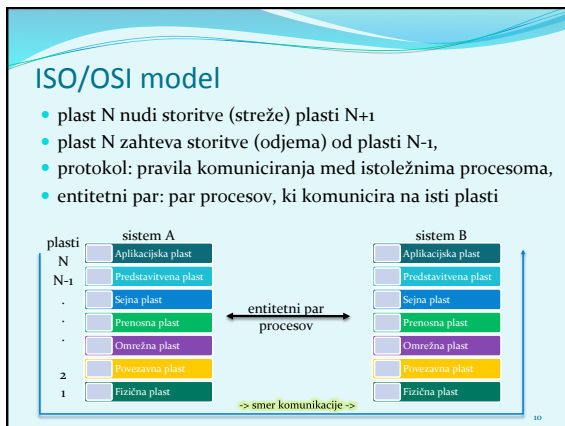 ISO/OSI model
plast N nudi storitve (streže) plasti N+1
plast N zahteva storitve (odjema) od plasti N-1,
protokol: pravila komuniciranja med istoležnima procesoma,
entitetni par: par procesov, ki komunicira na isti plasti
plasti
N
N-1
.
.
.
2
1
sistem A
Aplikacijska plast
Predstavitvena plast
Sejna plast
Prenosna plast
Omrežna plast
Povezavna plast
Fizična plast
entitetni par
procesov
sistem B
Aplikacijska plast
Predstavitvena plast
Sejna plast
Prenosna plast
Omrežna plast
Povezavna plast
Fizična plast
-> smer komunikacije ->
10